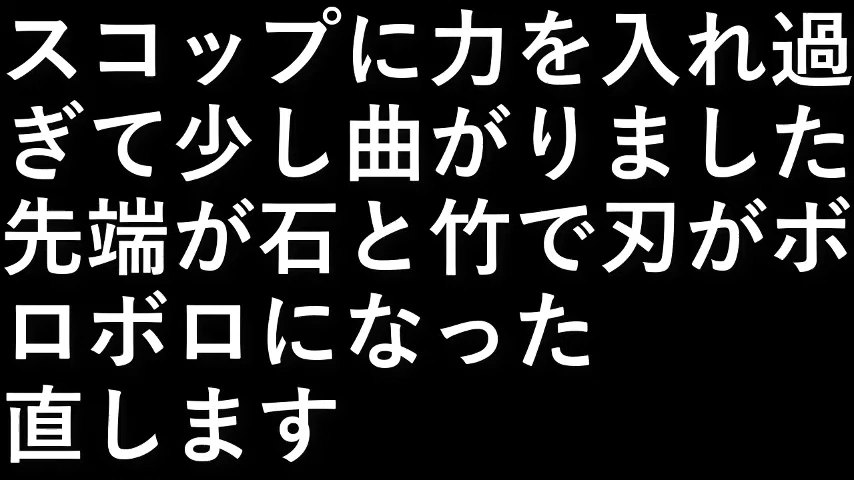 スコップに力を入れ過
ぎて少し曲がりました
先端が石と竹で刃がボ
ロボロになった
直します